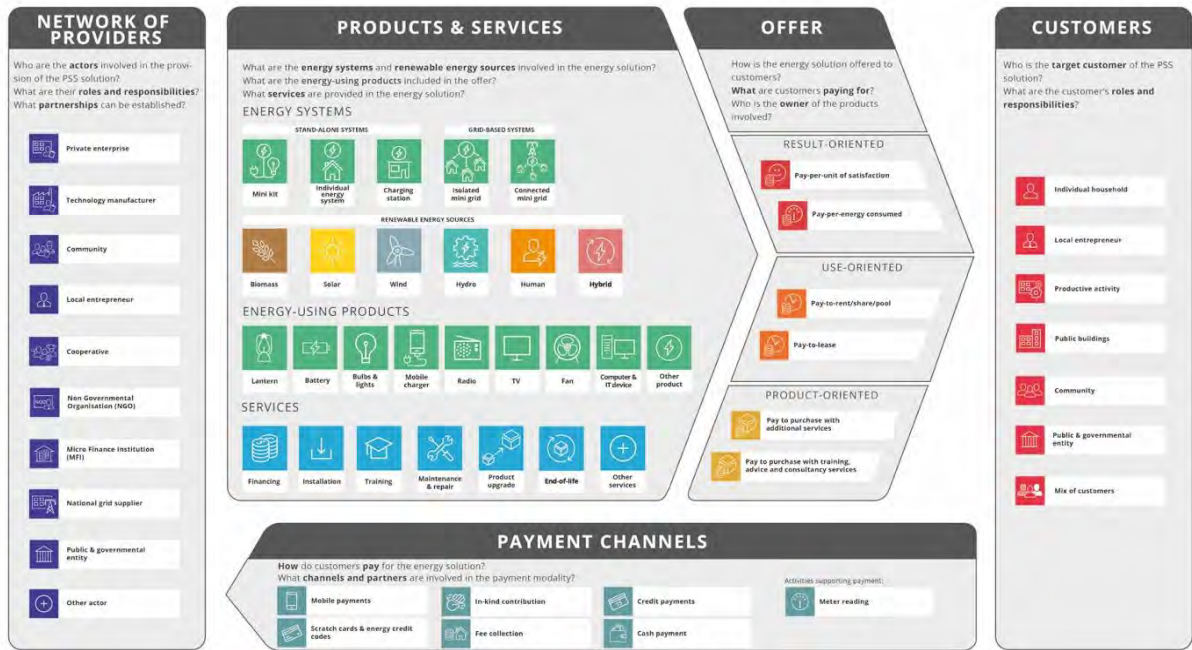 NETWORK OF
PROVIDERS
Who are the actors involved in the provi-
sion of the PSS solution?
What are their roles and responsibilities?
What partnerships can be established?
Private enterprise
Technology manufacturer
Community
Local entrepreneur
Cooperative
Non Governmental
Organisation (NGO)
Micro Finance Institution
(MFI)
National grid supplier
Public & governmental
entity
Other actor
PRODUCTS & SERVICES
What are the energy systems and renewable energy sources involved in the energy solution?
What are the energy-using products included in the offer?
What services are provided in the energy solution?
ENERGY SYSTEMS
STAND-ALONE SYSTEMS
GRID-BASED SYSTEMS
Mini kit
Individual
energy
system
Charging
station
Isolated
mini grid
Connected
mini grid
RENEWABLE ENERGY SOURCES
Biomass
Solar
Wind
Hydro
Human
Hybrid
ENERGY-USING PRODUCTS
Lantern
Battery
Bulbs &
lights
Mobile
charger
Radio
TV
Fan
Computer &
IT device
Other
product
SERVICES
Financing
Installation
Training
Maintenance
& repair
Product
upgrade
End-of-life
Other
services
OFFER
How is the energy solution offered to
customers?
What are customers paying for?
Who is the owner of the products
involved?
RESULT-ORIENTED
Pay-per-unit of satisfaction
Pay-per-energy consumed
USE-ORIENTED
Pay-to-rent/share/pool
Pay-to-lease
PRODUCT-ORIENTED
Pay to purchase with
additional services
Pay to purchase with training,
advice and consultancy services
CUSTOMERS
Who is the target customer of the PSS
solution?
What are the customer's roles and
responsibilities?
Individual household
Local entrepreneur
Productive activity
Public buildings
Community
Public & governmental
entity
Mix of customers
PAYMENT CHANNELS
How do customers pay for the energy solution?
What channels and partners are involved in the payment modality?
Mobile payments
Scratch cards & energy credit
codes
In-kind contribution
Fee collection
Credit payments
Cash payment
Activities supporting payment:
Meter reading